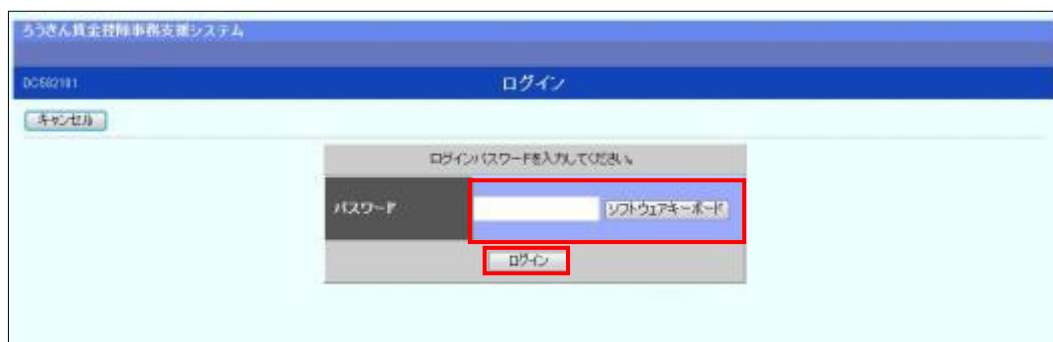 ろうきん賃金控除事務支援システム
DC502101
ログイン
キャンセル
ログインパスワードを入力してください。
パスワード
ソフトウェアキーボード
ログイン